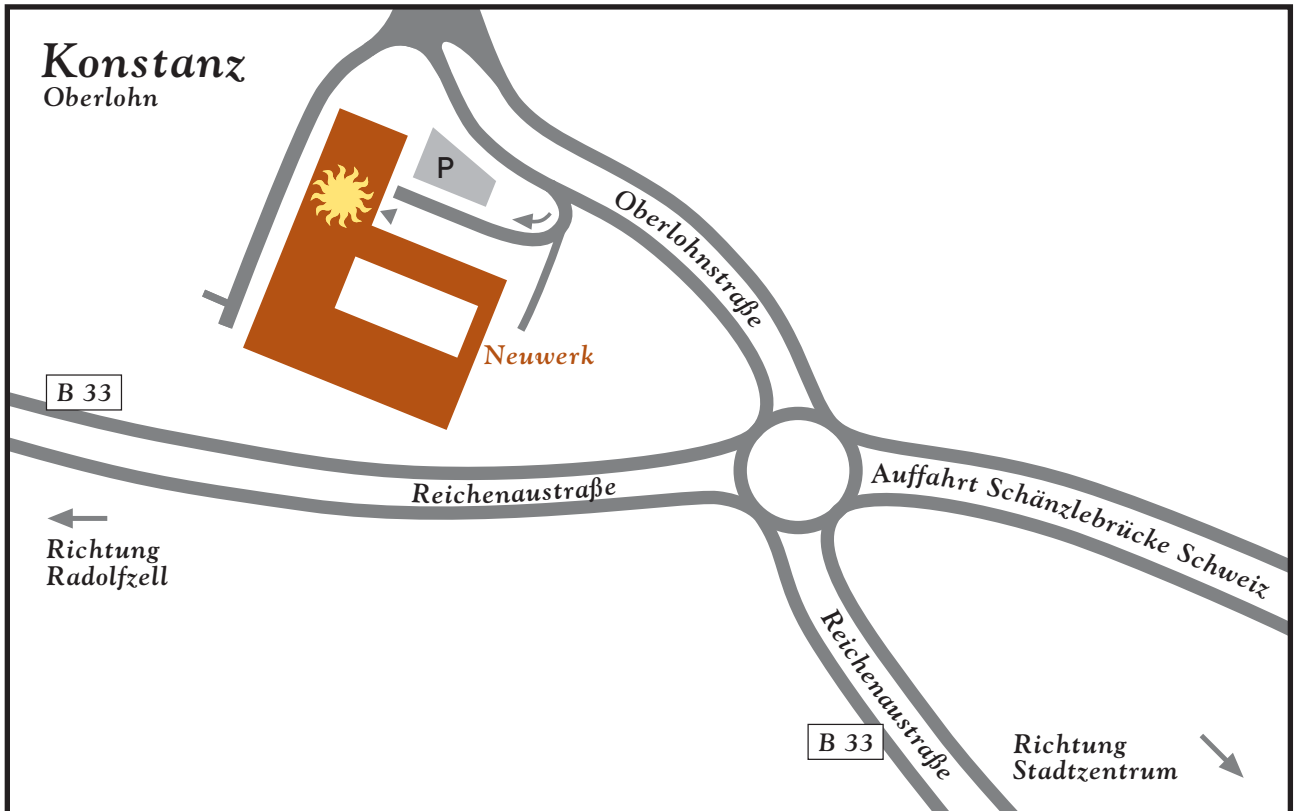 Konstanz
Oberlohn
P
Oberlohnstraße
Neuwerk
B 33
Reichenaustraße
Auffahrt Schänzlebrücke Schweiz
Richtung
Radolfzell
Reichenaustraße
B 33
Richtung
Stadtzentrum